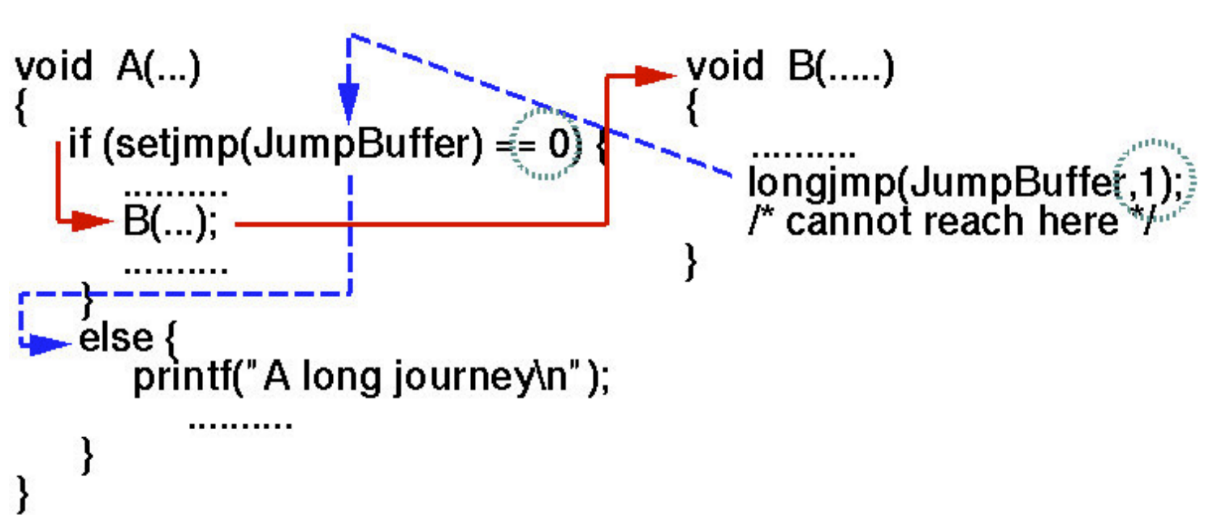 void A(...)
{
if (setjmp(JumpBuffer) == 0) {
..........
B(...);
..........
}
else {
printf("A long journey\n");
..........
}
}
void B(.....)
{
..........
longjmp(JumpBuffer,1);
/* cannot reach here */
}